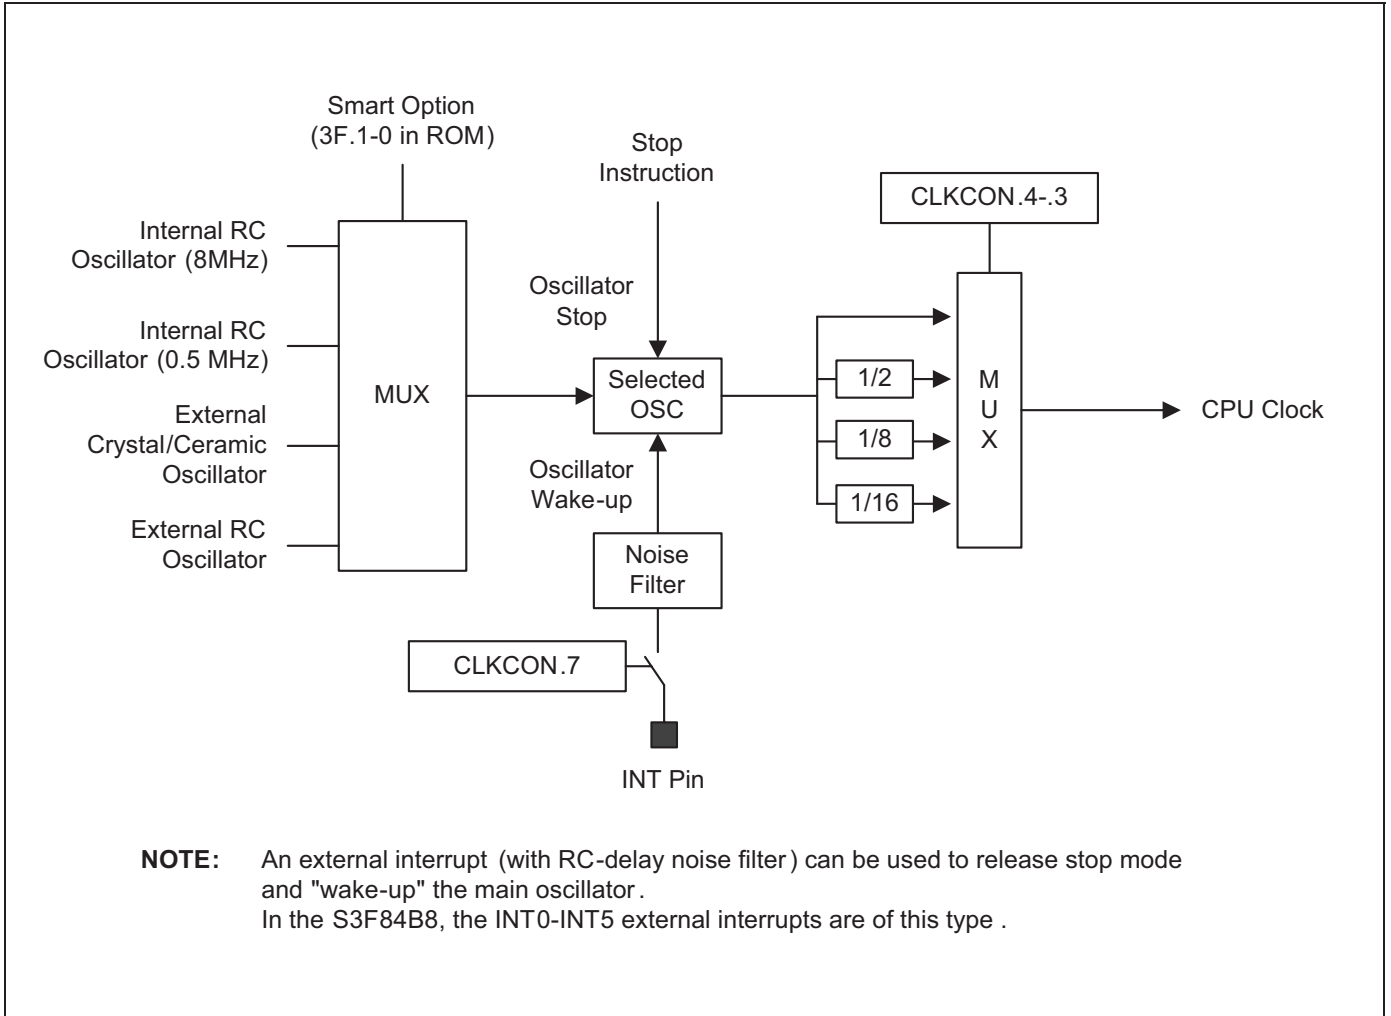 Smart Option
(3F.1-0 in ROM)
Stop
Instruction
CLKCON.4-.3
Internal RC
Oscillator (8MHz)
Oscillator
Stop
Internal RC
Oscillator (0.5 MHz)
MUX
Selected
OSC
1/2
1/8
1/16
M
U
X
CPU Clock
External
Crystal/Ceramic
Oscillator
Oscillator
Wake-up
External RC
Oscillator
Noise
Filter
CLKCON.7
INT Pin
NOTE: An external interrupt (with RC-delay noise filter) can be used to release stop mode
and "wake-up" the main oscillator.
In the S3F84B8, the INT0-INT5 external interrupts are of this type .